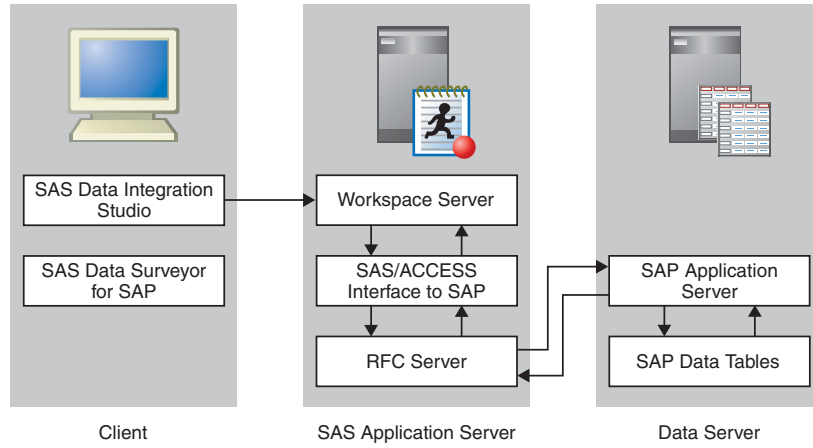 SAS Data Integration
Studio
SAS Data Surveyor
for SAP
Client
Workspace Server
SAS/ACCESS
Interface to SAP
RFC Server
SAS Application Server
SAP Application
Server
SAP Data Tables
Data Server